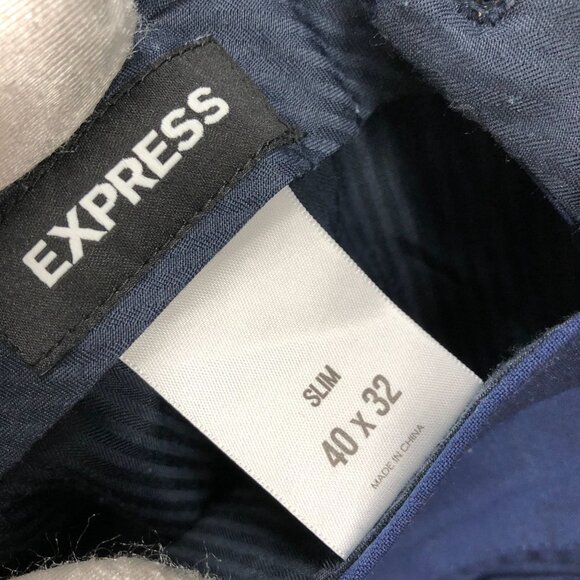 EXPRESS
SLIM
40 X 32
MADE IN CHINA